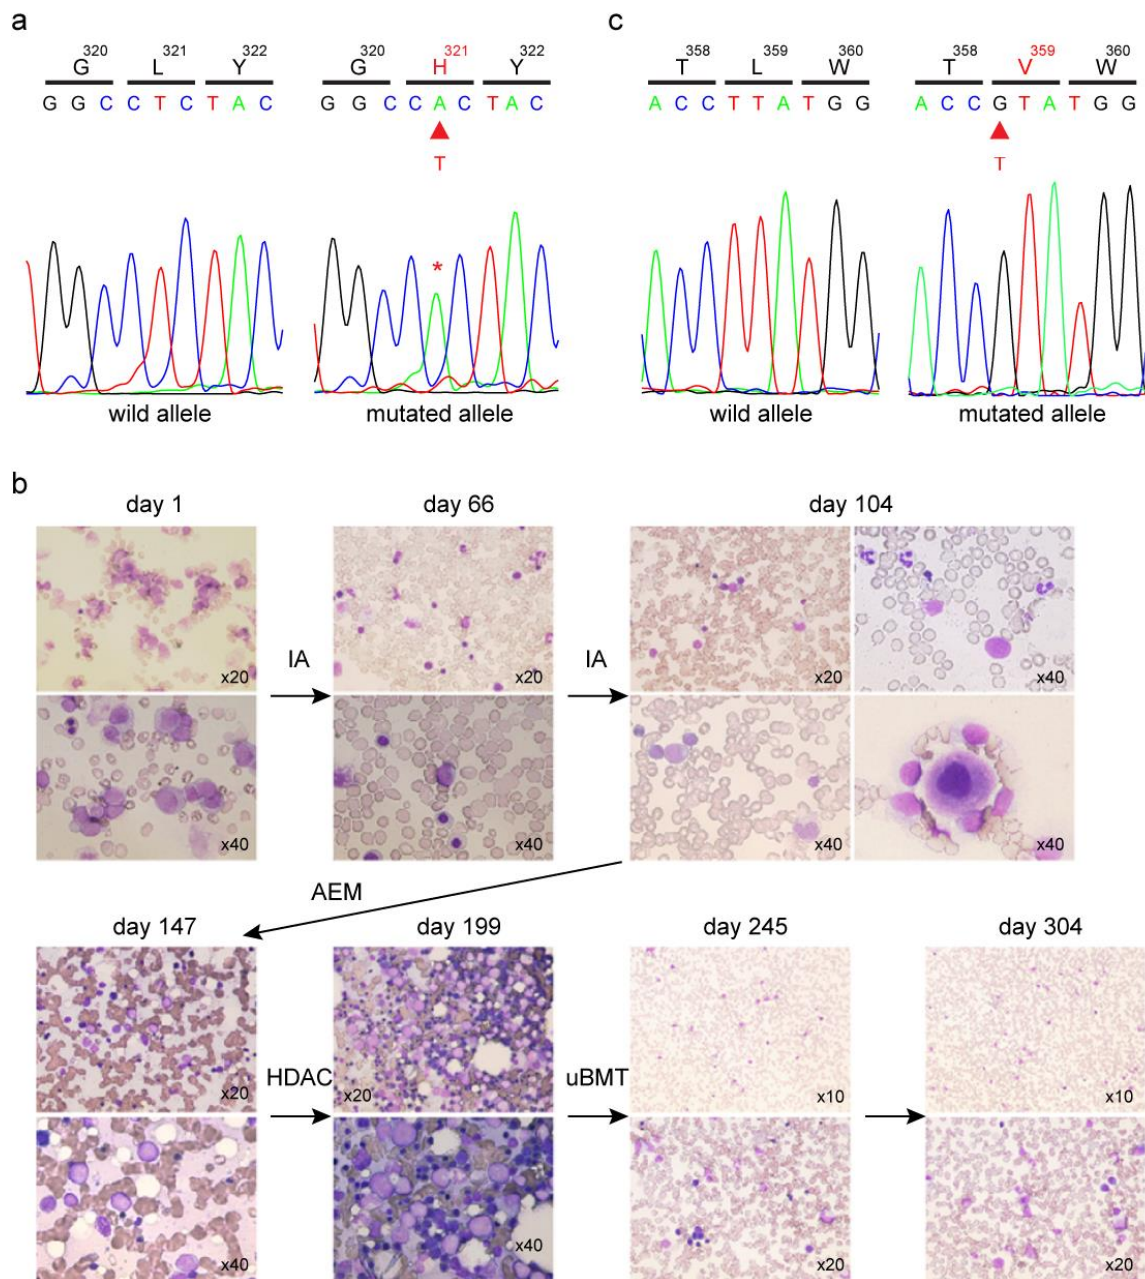 a
320 321 322
G L Y
G G C C T C T A C
320 321 322
G H Y
G G C C A C T A C
T
*
wild allele
mutated allele
c
358 359 360
T L W
A C C T T A T G G
358 359 360
T V W
A C C G T A T G G
T
wild allele
mutated allele
b
day 1
day 66
day 104
x20
IA
x20
IA
x20
x40
x40
x40
x40
x40
AEM
day 147
day 199
day 245
day 304
x20
HDAC
x20
uBMT
x10
x10
x40
x40
x20
x20